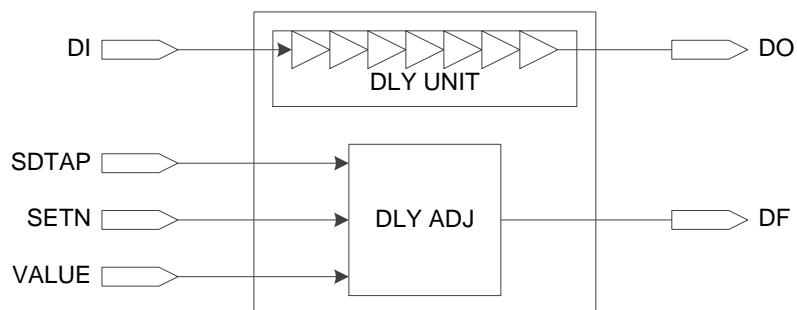 DI
DO
DLY UNIT
SDTAP
SETN
DLY ADJ
DF
VALUE